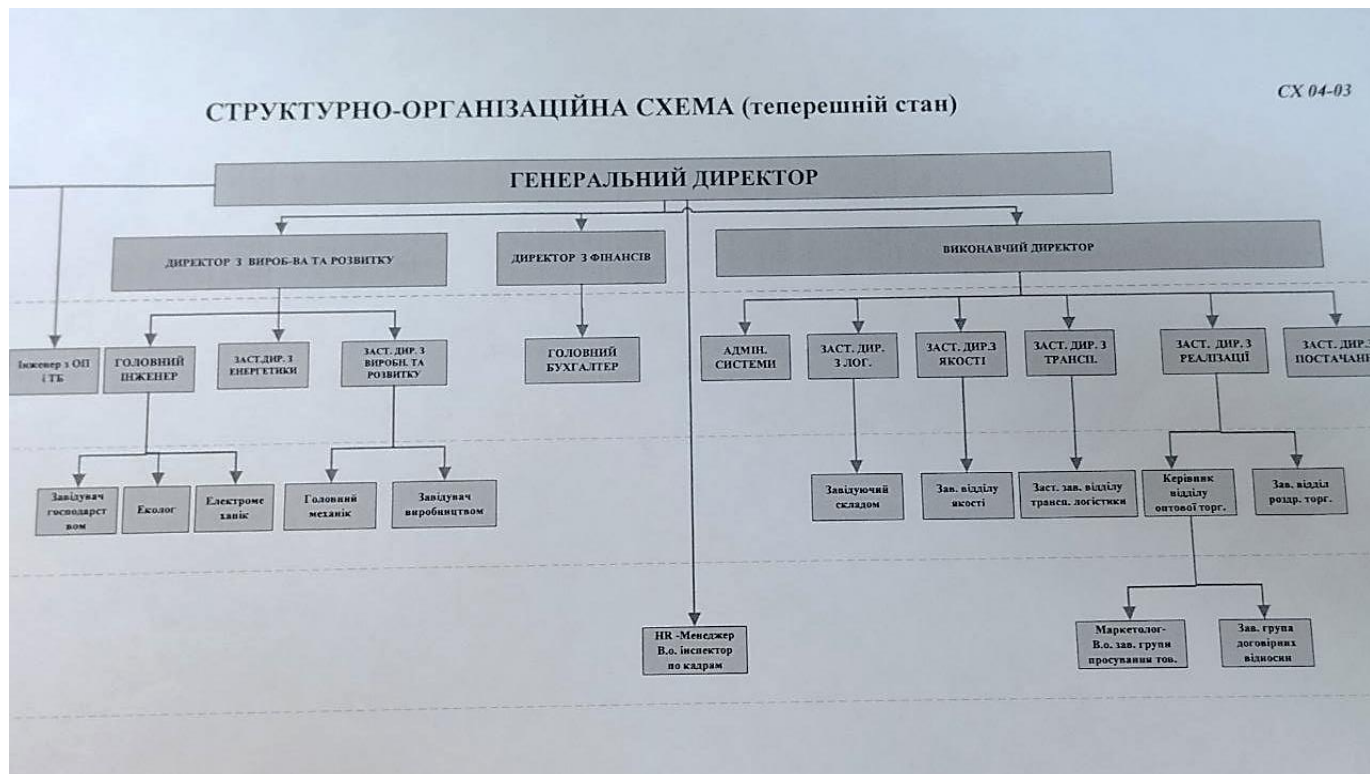 СХ 04-03
СТРУКТУРНО-ОРГАНІЗАЦІЙНА СХЕМА (теперешній стан)
ГЕНЕРАЛЬНИЙ ДИРЕКТОР
ДИРЕКТОР З ВИРОБ-ВА ТА РОЗВИТКУ
ДИРЕКТОР З ФІНАНСІВ
ВИКОНАВЧИЙ ДИРЕКТОР
Інженер з ОП
і ТБ
ГОЛОВНИЙ
ІНЖЕНЕР
ЗАСТ.ДИР. З
ЕНЕРГЕТИКИ
ЗАСТ. ДИР. З
ВИРОБН. ТА
РОЗВИТКУ
ГОЛОВНИЙ
БУХГАЛТЕР
АДМІН.
СИСТЕМИ
ЗАСТ. ДИР.
З ЛОГ.
ЗАСТ. ДИР.З
ЯКОСТІ
ЗАСТ. ДИР. З
ТРАНСП.
ЗАСТ. ДИР. З
РЕАЛІЗАЦІЇ
ЗАСТ. ДИР.З
ПОСТАЧАН
Завідувач
господарст
вом
Еколог
Електроме
ханік
Головний
механік
Завідувач
виробництвом
Завідуючий
складом
Зав. відділу
якості
Заст. зав. відділу
трансп. логістики
Керівник
відділу
оптової торг.
Зав. відділ
роздр. торг.
HR -Менеджер
В.о. інспектор
по кадрам
Маркетолог-
В.о. зав. групи
просування тов.
Зав. група
договірних
відносин